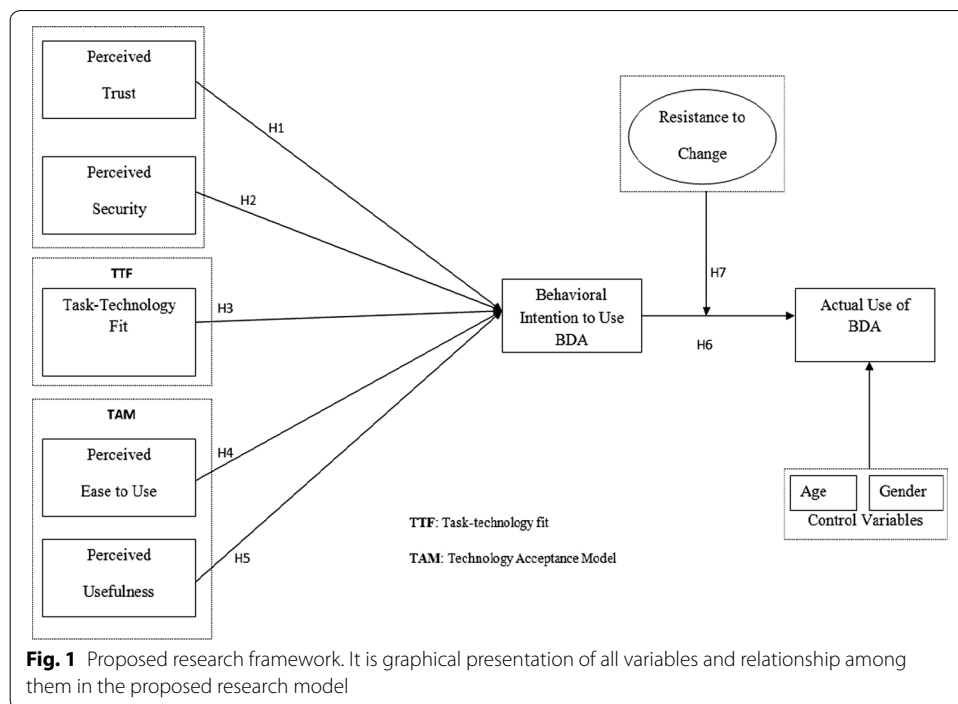 Perceived
Trust
H1
Perceived
Security
H2
TTF
Task-Technology
Fit
H3
TAM
Perceived
Ease to Use
H4
Perceived
Usefulness
H5
Behavioral
Intention to Use
BDA
Resistance to
Change
H7
H6
Actual Use of
BDA
Age
Gender
Control Variables
TTF: Task-technology fit
TAM: Technology Acceptance Model
Fig. 1 Proposed research framework. It is graphical presentation of all variables and relationship among
them in the proposed research model